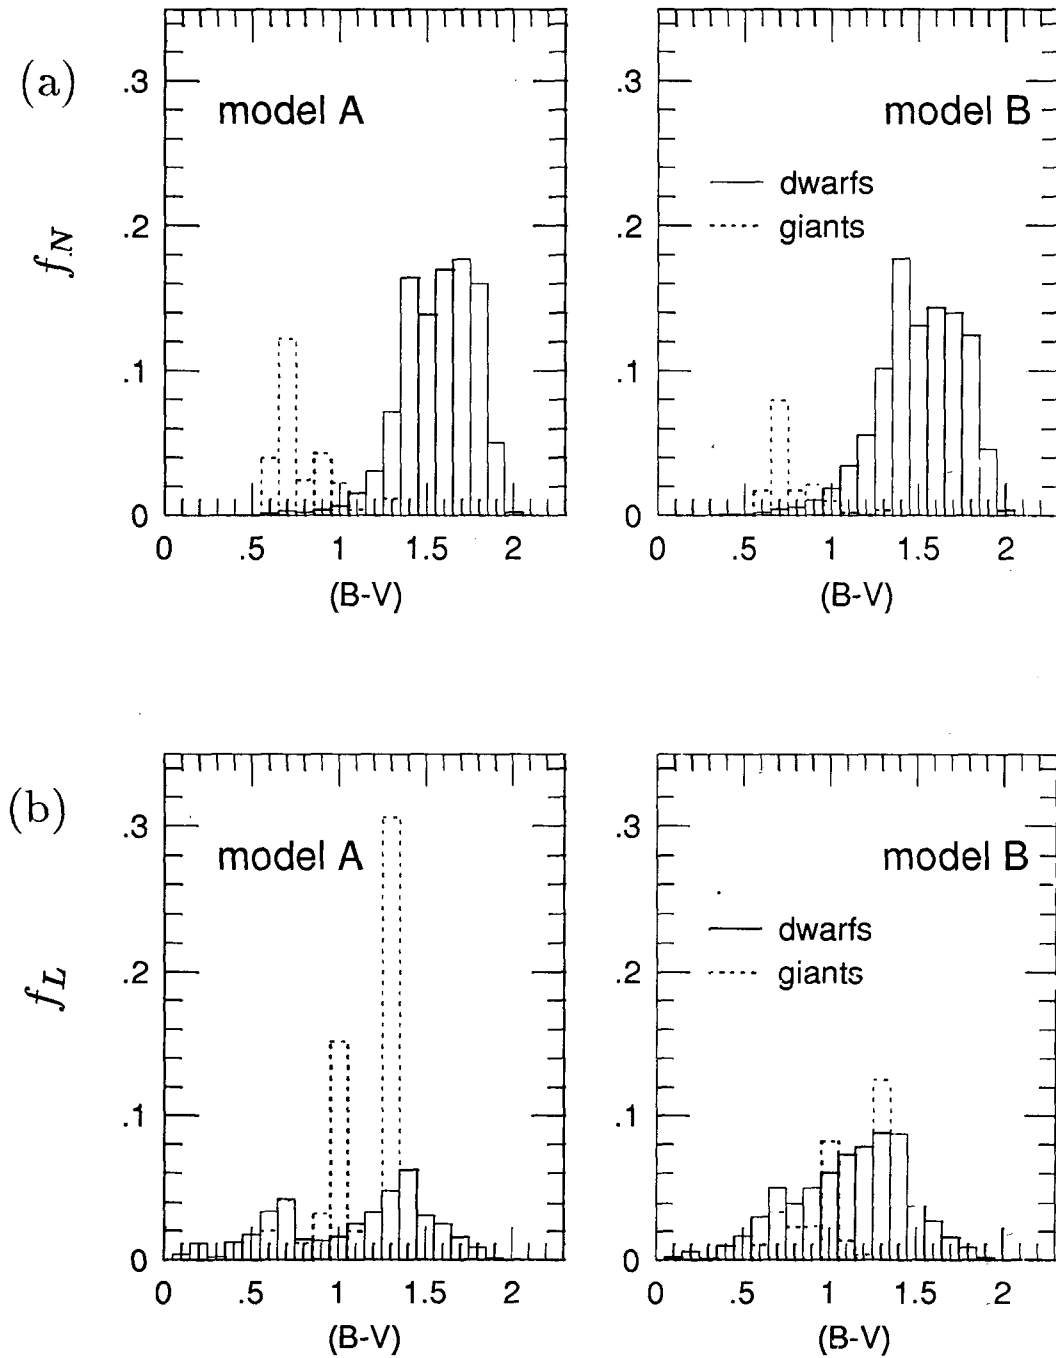 (a)
model A
model B
dwarfs
giants
f_N
.3
.2
.1
0
0 .5 1 1.5 2
(B-V)
.3
.2
.1
0
0 .5 1 1.5 2
(B-V)
(b)
model A
model B
dwarfs
giants
f_L
.3
.2
.1
0
0 .5 1 1.5 2
(B-V)
.3
.2
.1
0
0 .5 1 1.5 2
(B-V)